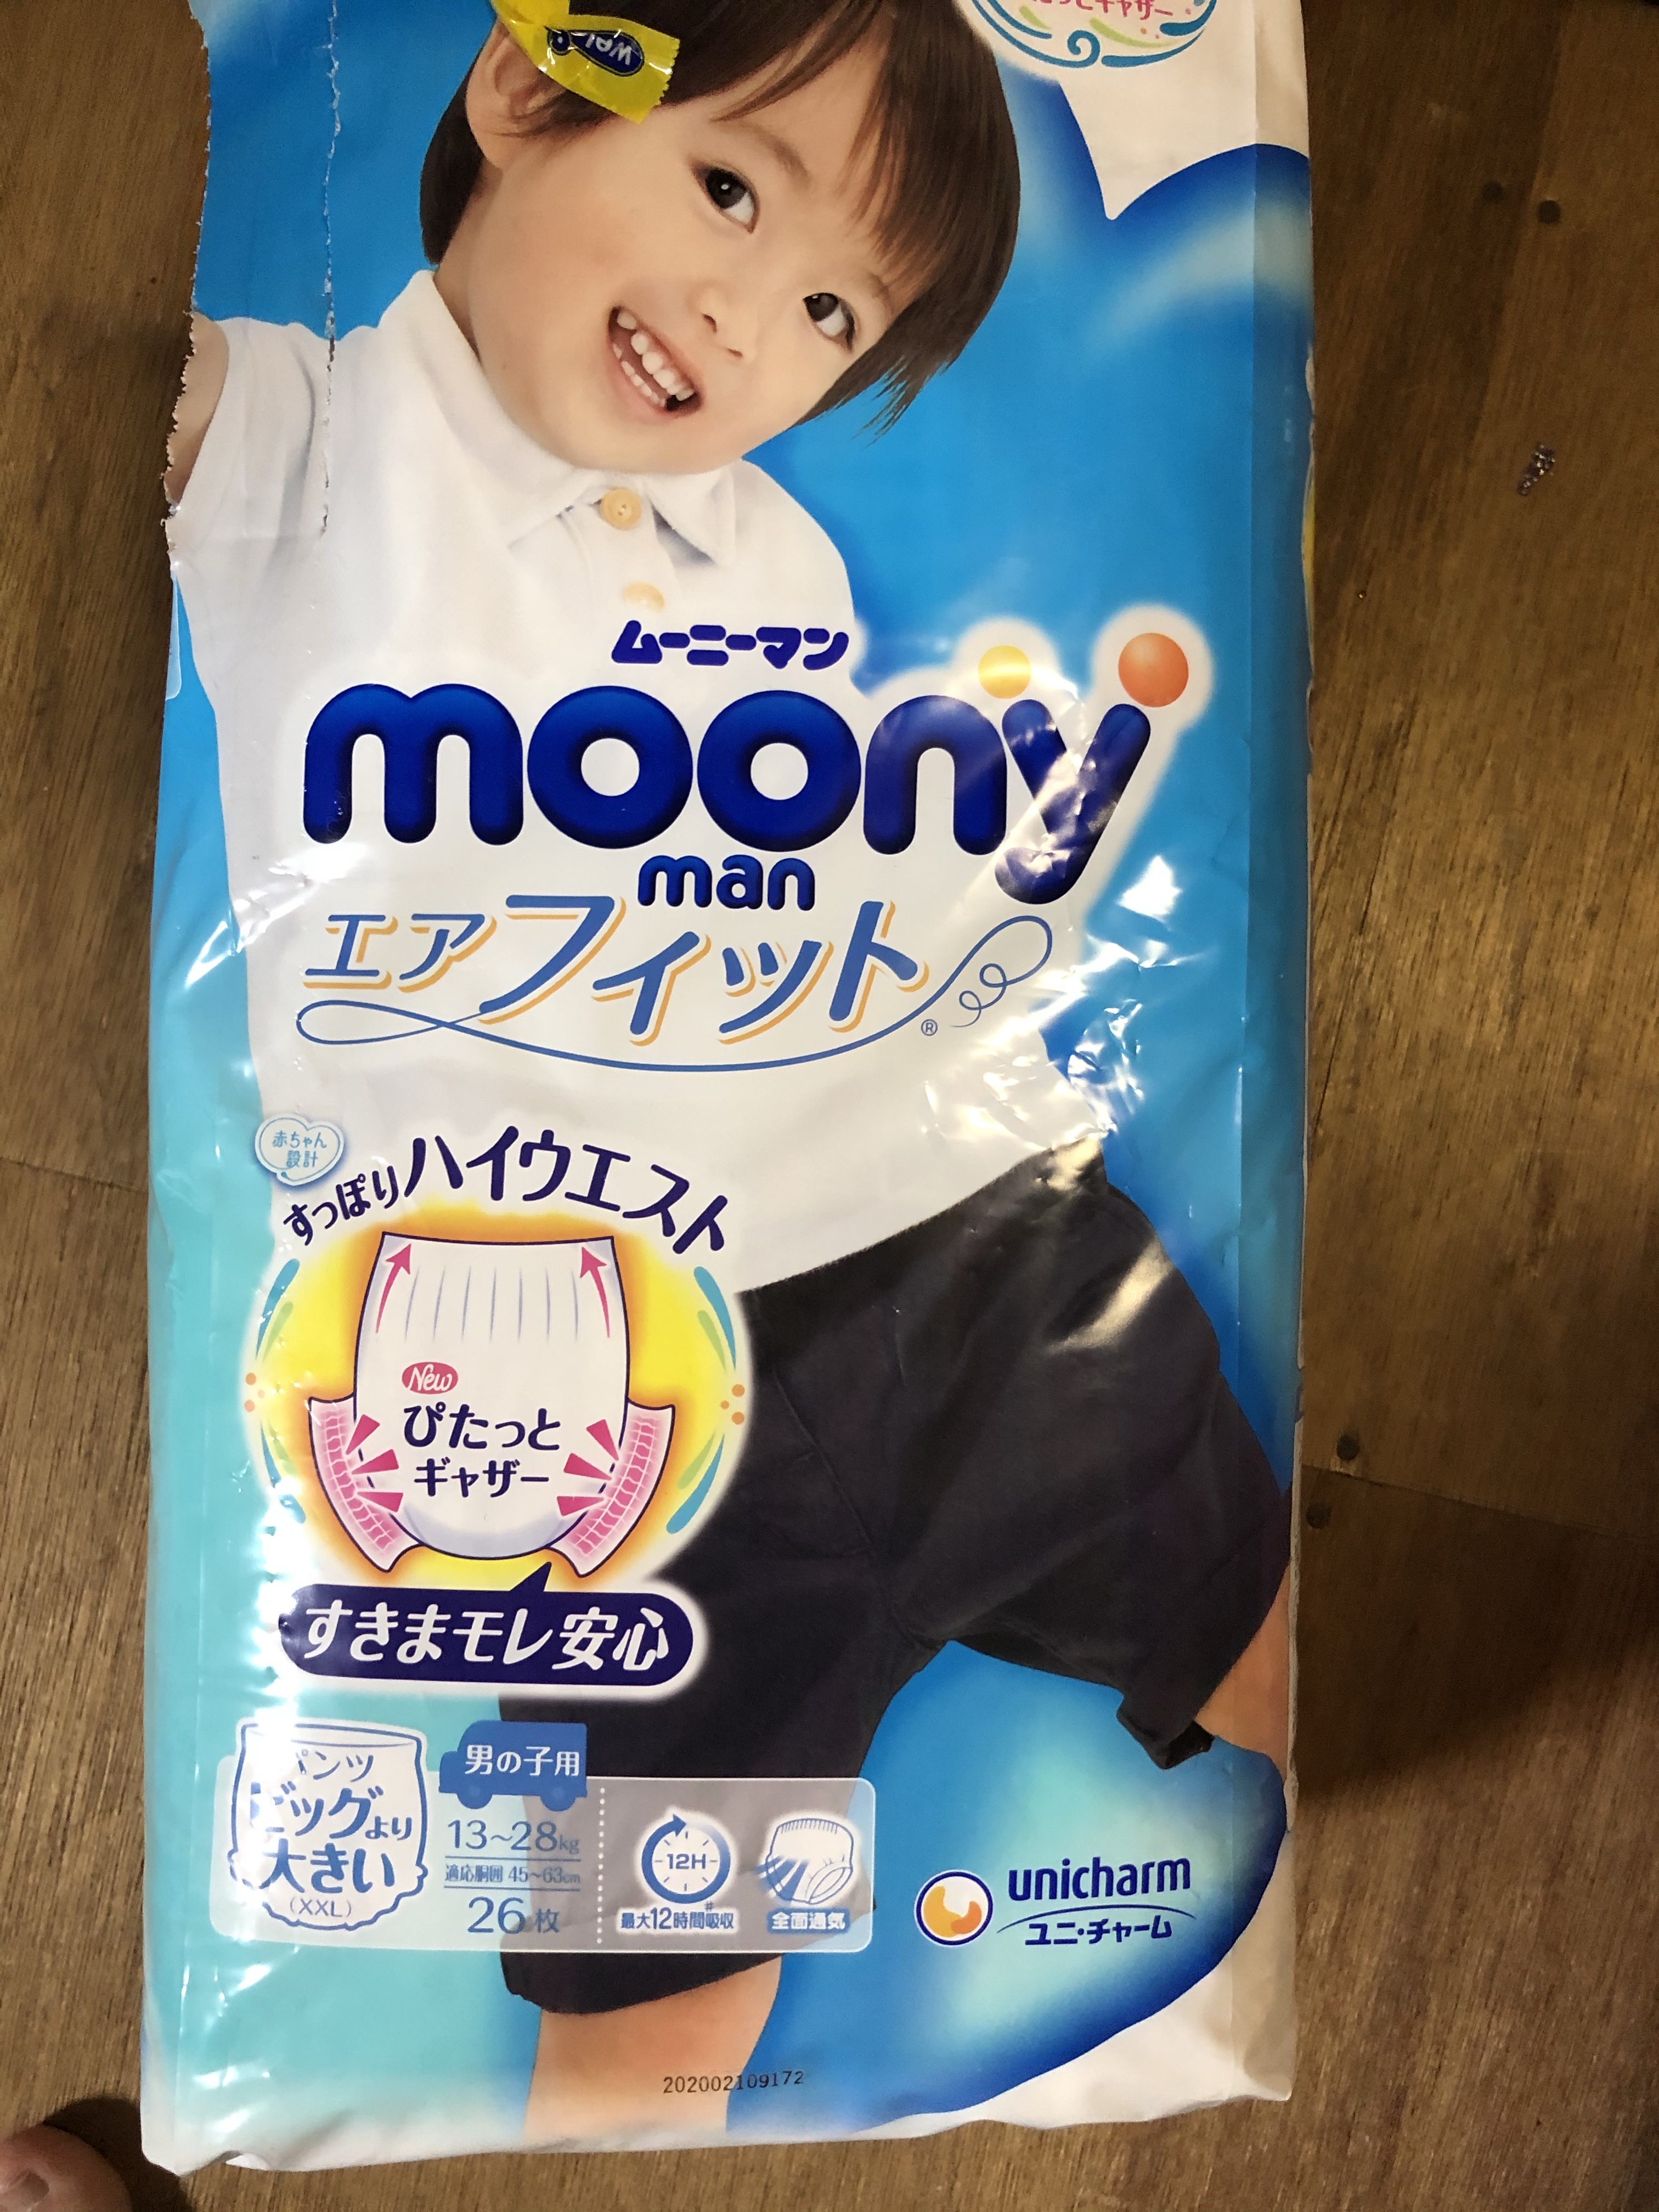 ムーニーマン
moony
man
エアフィット
®
赤ちゃん
設計
すっぽりハイウエスト
New
ぴたっと
ギャザー
すきまモレ安心
パンツ
ビッグより
大きい
(XXL)
男の子用
13~28kg
適応胴囲 45~63cm
26枚
12H
最大12時間吸収
全面通気
unicharm
ユニ・チャーム
202002109172